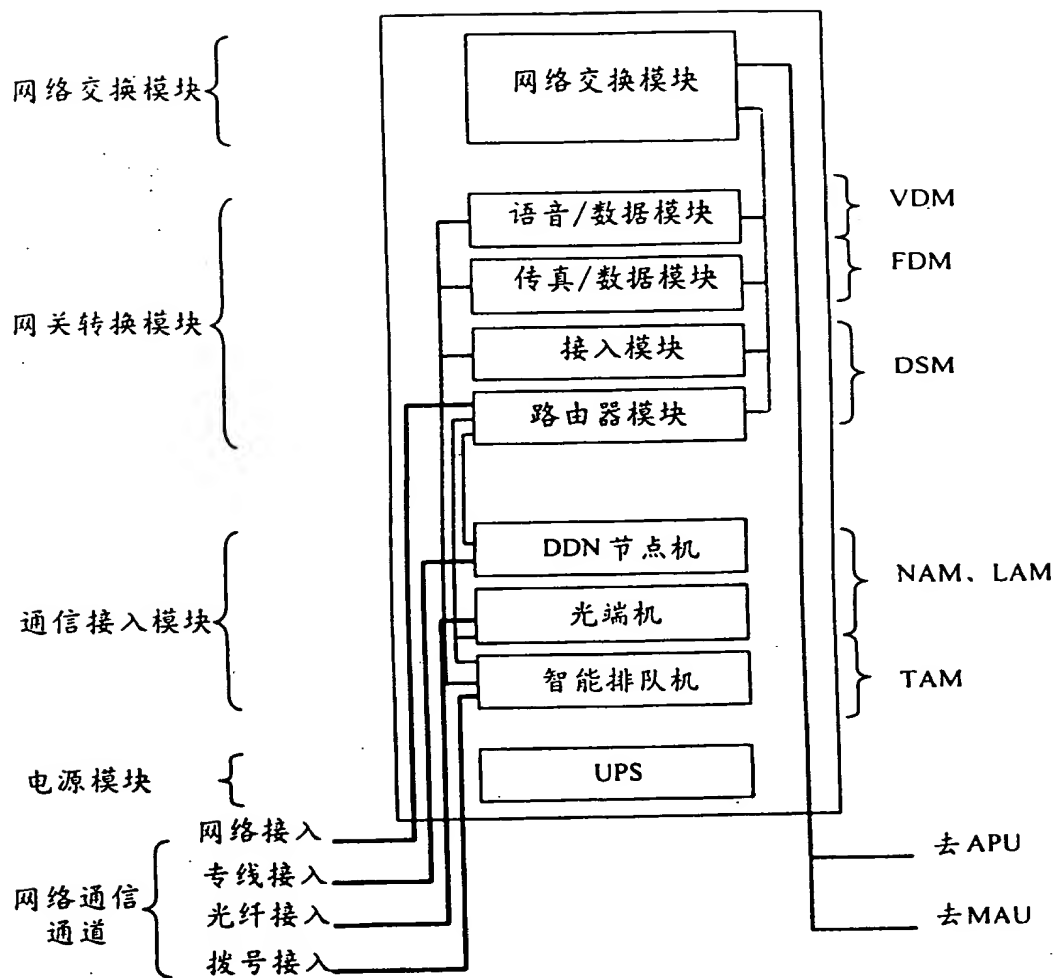 网络交换模块
网络交换模块
网关转换模块
语音/数据模块
VDM
传真/数据模块
FDM
接入模块
DSM
路由器模块
通信接入模块
DDN 节点机
NAM、LAM
光端机
智能排队机
TAM
电源模块
UPS
网络通信
通道
网络接入
专线接入
光纤接入
拨号接入
去APU
去MAU